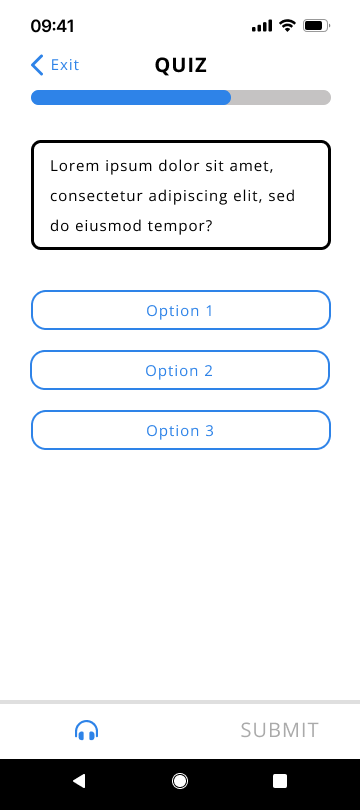 09:41
Exit
QUIZ
Lorem ipsum dolor sit amet,
consectetur adipiscing elit, sed
do eiusmod tempor?
Option 1
Option 2
Option 3
SUBMIT